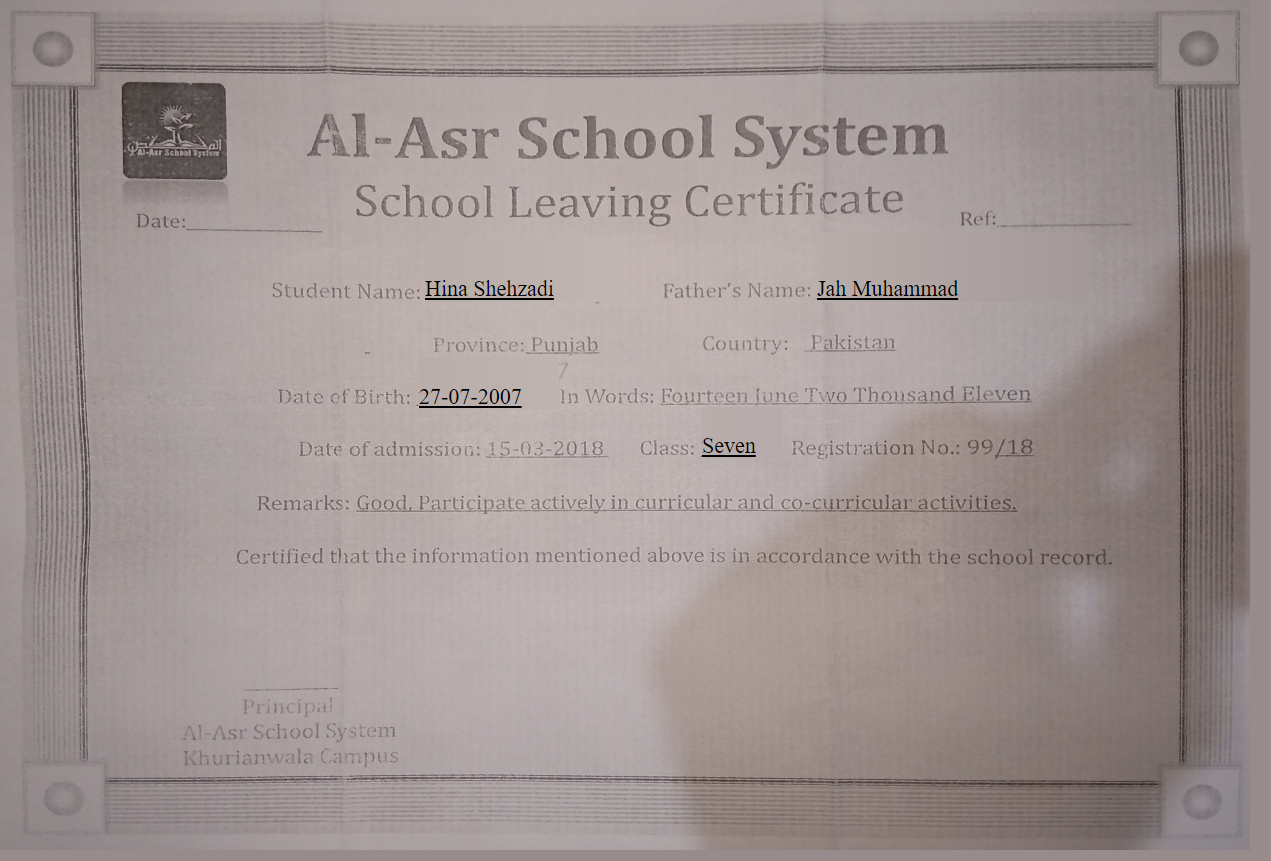 Al-Asr School System
Al-Asr School System
School Leaving Certificate
Date:____________ Ref:____________
Student Name: Hina Shehzadi Father's Name: Jah Muhammad
Province: Punjab Country: Pakistan
7
Date of Birth: 27-07-2007 In Words: Fourteen June Two Thousand Eleven
Date of admission: 15-03-2018 Class: Seven Registration No.: 99/18
Remarks: Good, Participate actively in curricular and co-curricular activities.
Certified that the information mentioned above is in accordance with the school record.
Principal
Al-Asr School System
Khurianwala Campus